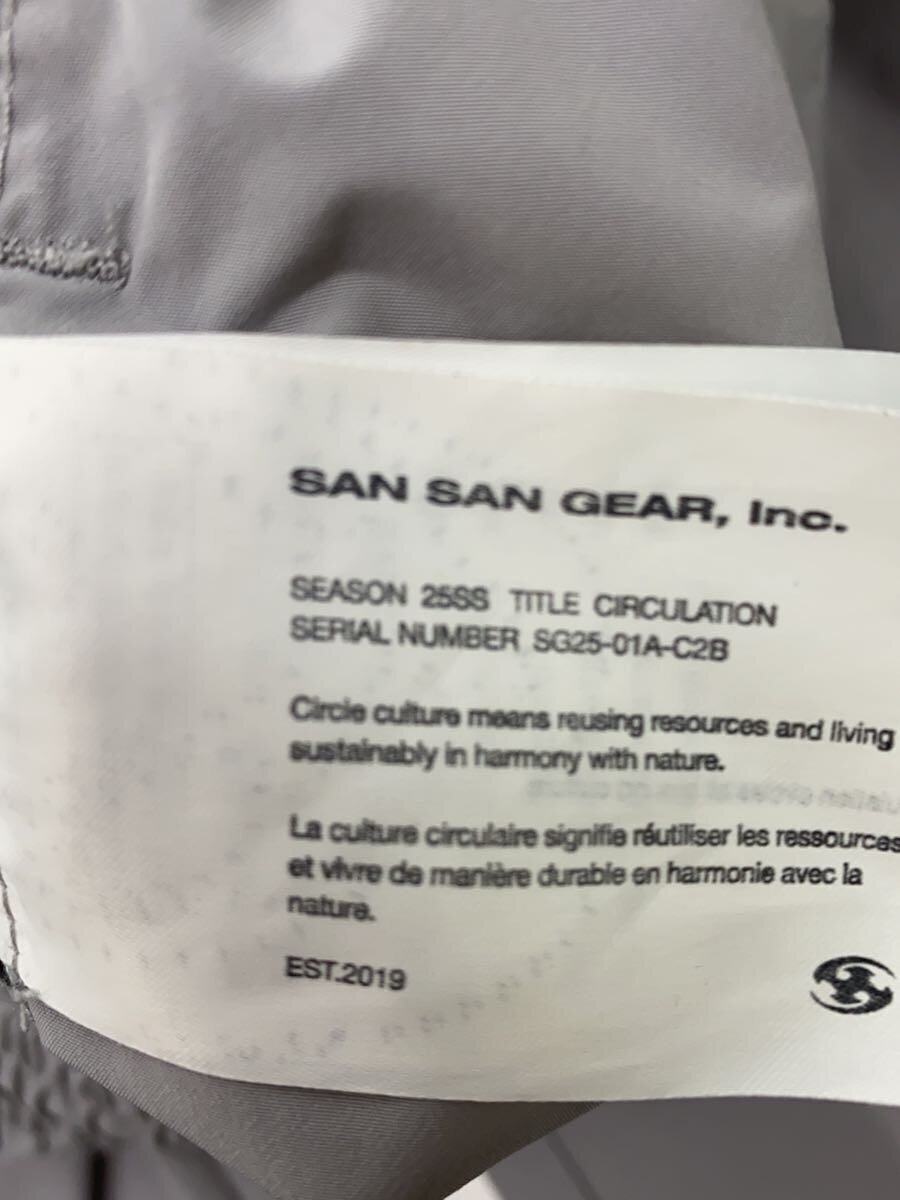 SAN SAN GEAR, Inc.
SEASON 25SS TITLE CIRCULATION
SERIAL NUMBER SG25-01A-C2B
Circle culture means reusing resources and living
sustainably in harmony with nature.
La culture circulaire signifie réutiliser les ressources
et vivre de manière durable en harmonie avec la
nature.
EST.2019